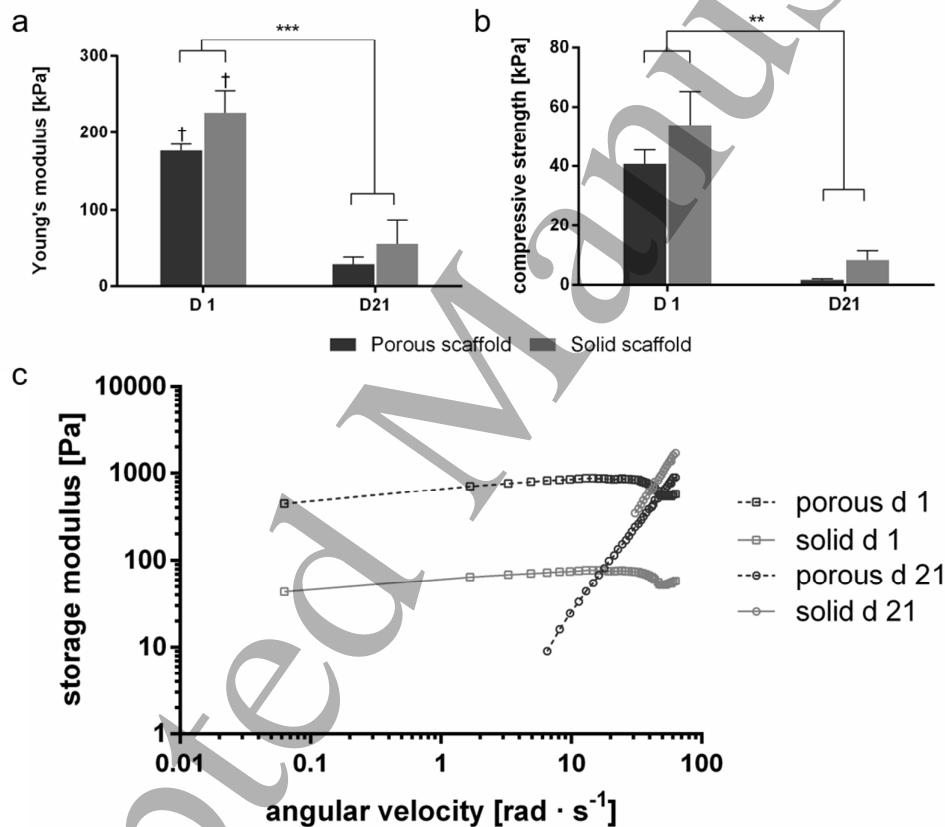 a
***
Young's modulus [kPa]
300
200
100
0
†
†
D 1
D21
b
**
compressive strength [kPa]
80
60
40
20
0
D 1
D21
Porous scaffold
Solid scaffold
c
storage modulus [Pa]
10000
1000
100
10
1
0.01
0.1
1
10
100
angular velocity [rad · s⁻¹]
porous d 1
solid d 1
porous d 21
solid d 21